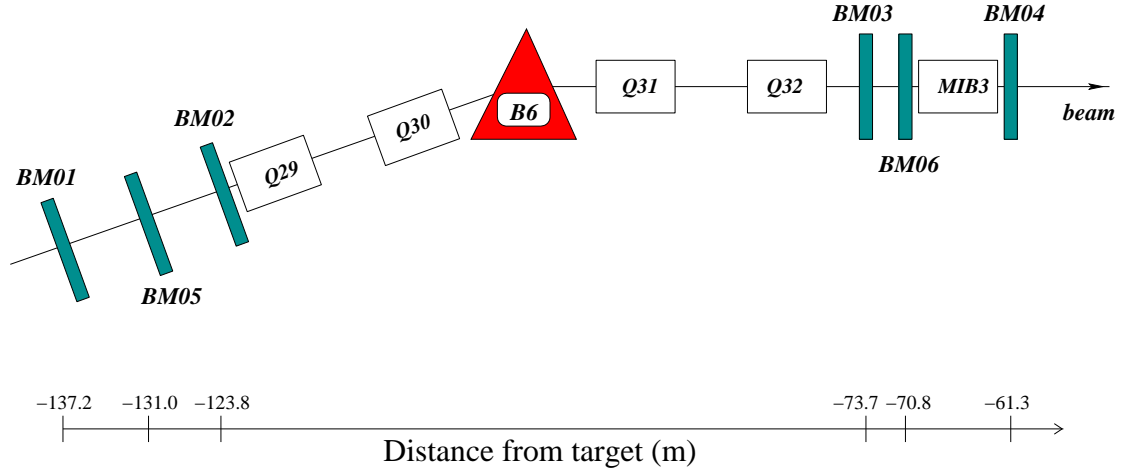 BM03
BM04
BM02
B6
Q31
Q32
MIB3
beam
Q30
Q29
BM06
BM01
BM05
−137.2
−131.0
−123.8
−73.7
−70.8
−61.3
Distance from target (m)